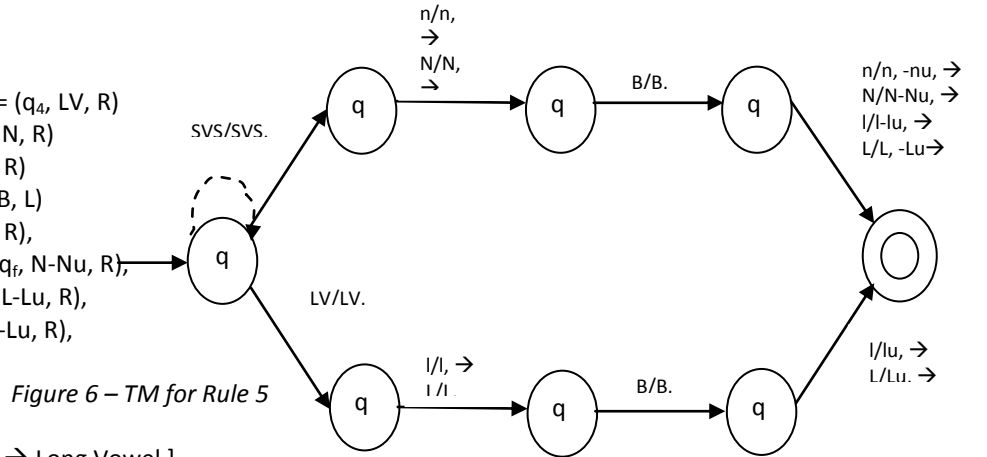 n/n,
→
N/N,
→
= (q₄, LV, R)
N, R)
R)
B, L)
R),
q_f, N-Nu, R),
L-Lu, R),
-Lu, R),
SVS/SVS.
q
q
B/B.
q
n/n, -nu, →
N/N-Nu, →
l/l-lu, →
L/L, -Lu→
q
LV/LV.
Figure 6 – TM for Rule 5
q
l/l, →
L/L
q
B/B.
q
l/lu, →
L/Lu, →
→ Long Vowel ]